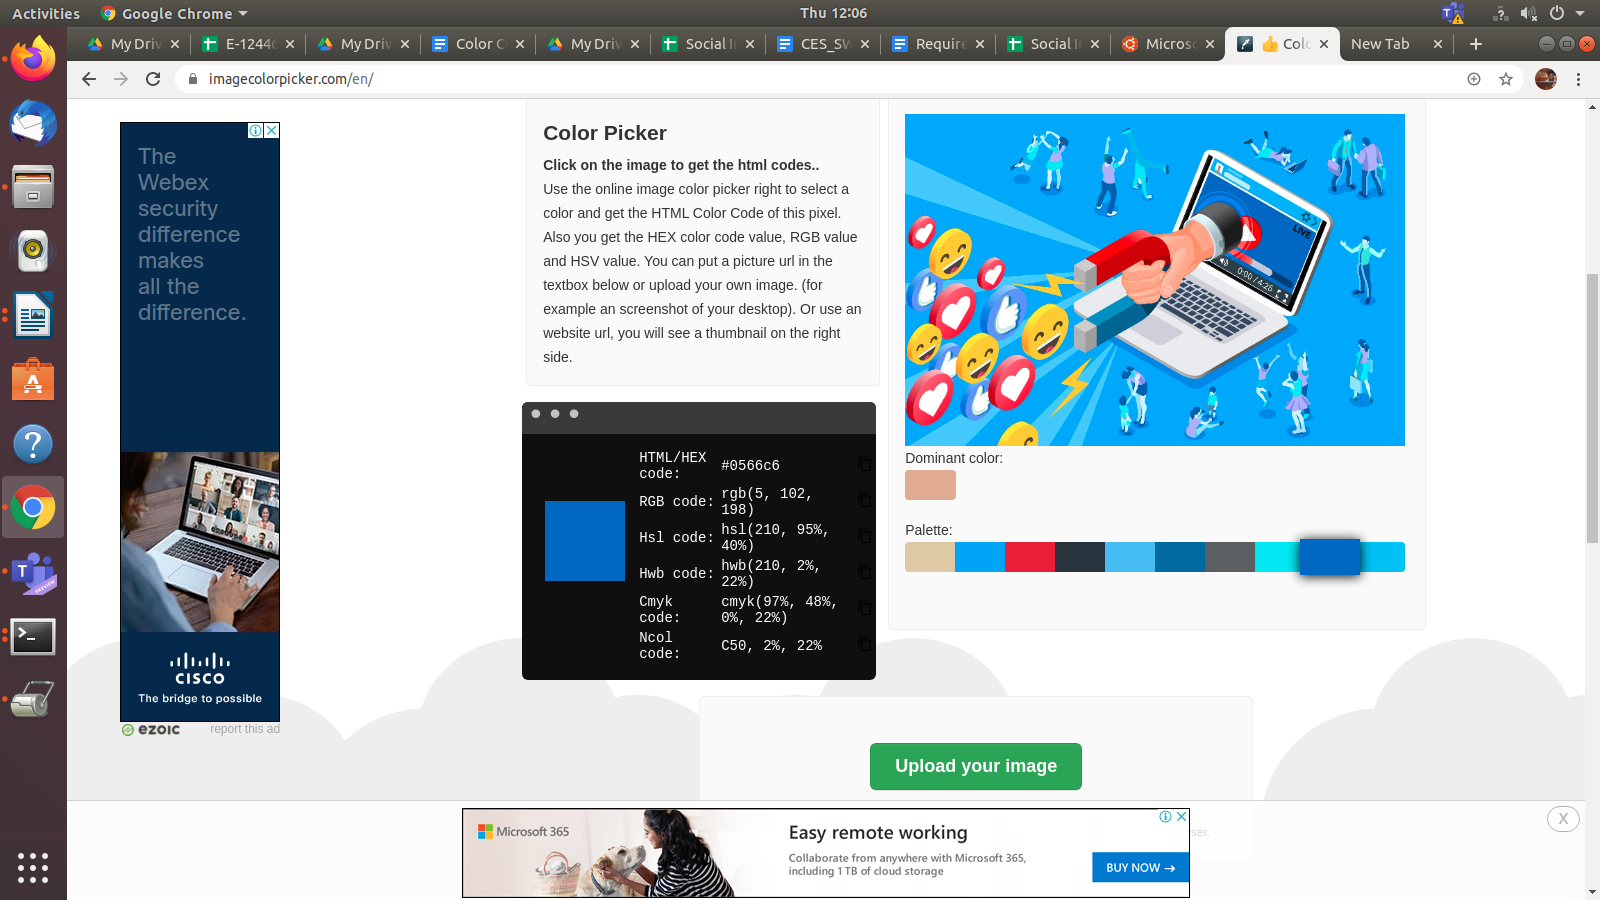 Activities
Google Chrome
Thu 12:06
My Driv
E-1244
My Driv
Color C
My Driv
Social I
CES_SW
Require
Social I
Micros
Colo
New Tab
imagecolorpicker.com/en/
The
Webex
security
difference
makes
all the
difference.
CISCO
The bridge to possible
ezoic
report this ad
Color Picker
Click on the image to get the html codes..
Use the online image color picker right to select a
color and get the HTML Color Code of this pixel.
Also you get the HEX color code value, RGB value
and HSV value. You can put a picture url in the
textbox below or upload your own image. (for
example an screenshot of your desktop). Or use an
website url, you will see a thumbnail on the right
side.
HTML/HEX code: #0566c6
RGB code: rgb(5, 102, 198)
Hsl code: hsl(210, 95%, 40%)
Hwb code: hwb(210, 2%, 22%)
Cmyk code: cmyk(97%, 48%, 0%, 22%)
Ncol code: C50, 2%, 22%
LIVE
0:00 / 4:25
Dominant color:
Palette:
Upload your image
Microsoft 365
Easy remote working
Collaborate from anywhere with Microsoft 365,
including 1 TB of cloud storage
BUY NOW →
ser.
X